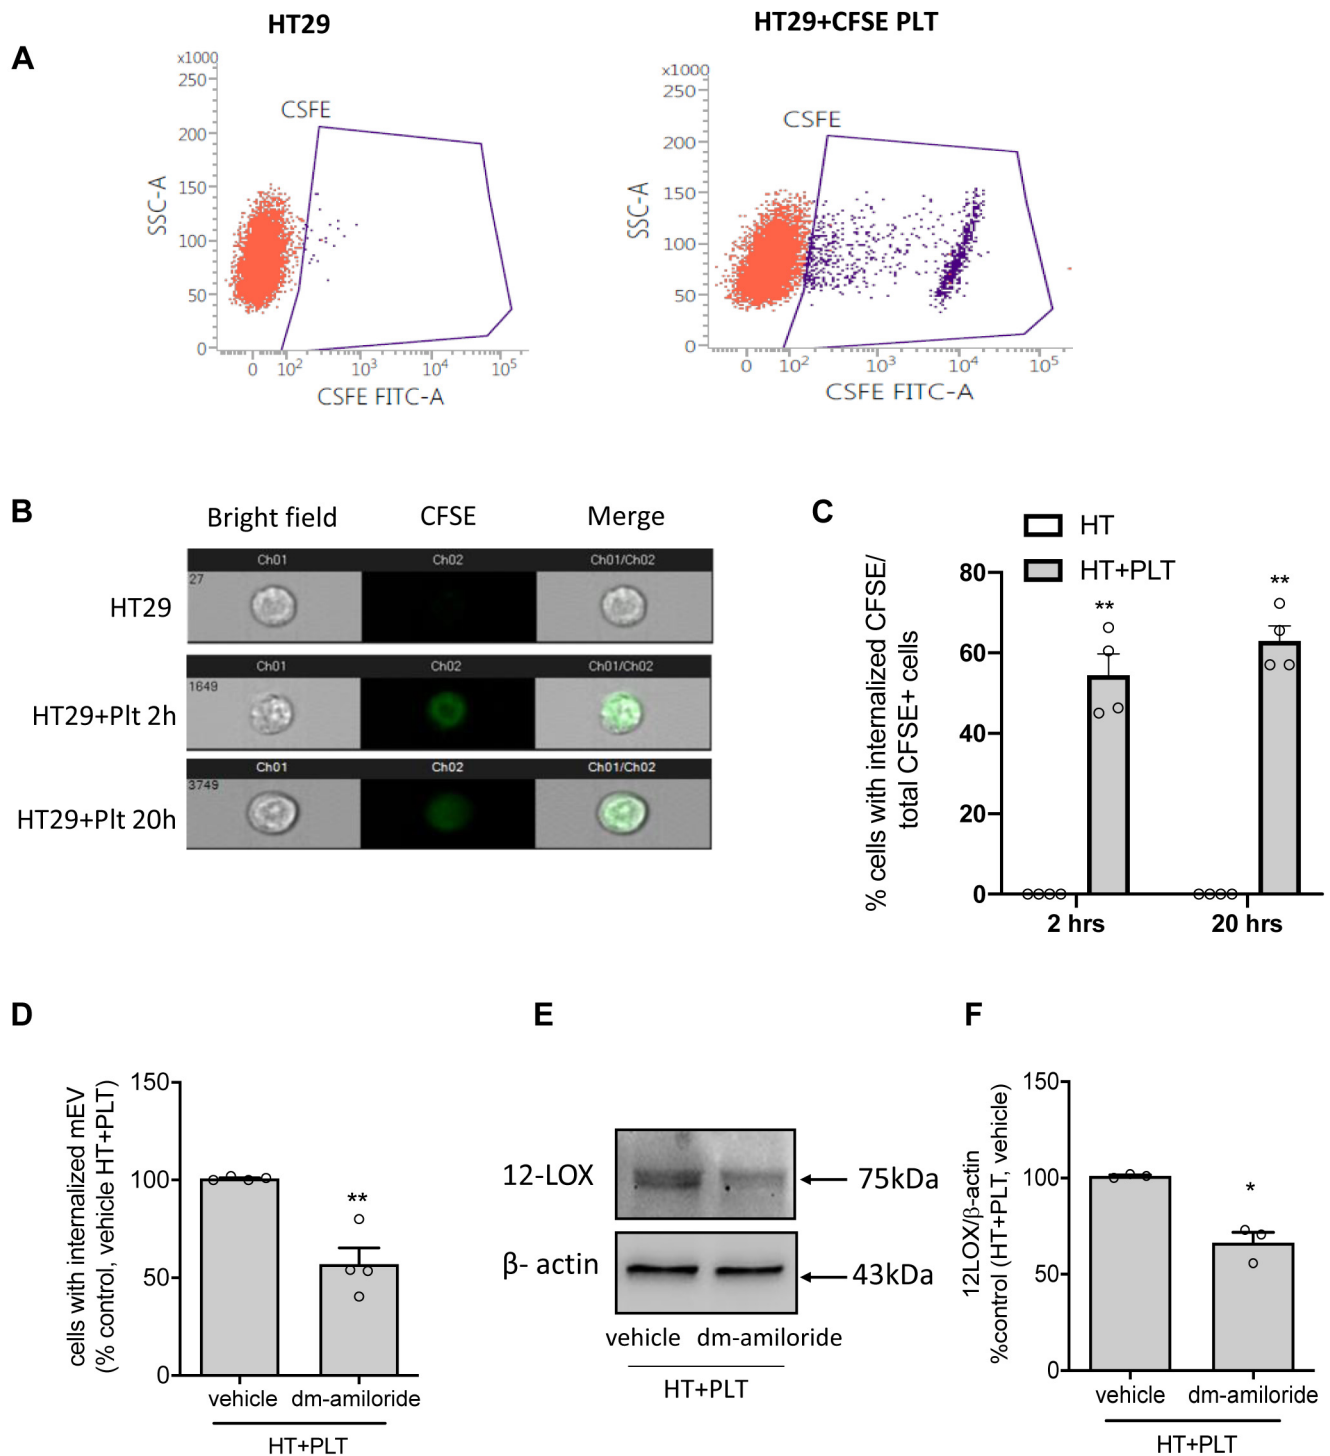 HT29
HT29+CFSE PLT
A
x1000
250
200
150
100
50
0
SSC-A
CSFE
0 10² 10³ 10⁴ 10⁵
CSFE FITC-A
x1000
250
200
150
100
50
0
SSC-A
CSFE
0 10² 10³ 10⁴ 10⁵
CSFE FITC-A
B
Bright field CFSE Merge
Ch01 Ch02 Ch01/Ch02
27
HT29
Ch01 Ch02 Ch01/Ch02
1649
HT29+Plt 2h
Ch01 Ch02 Ch01/Ch02
3749
HT29+Plt 20h
C
HT
HT+PLT
% cells with internalized CFSE/
total CFSE+ cells
80
60
40
20
0
**
**
2 hrs 20 hrs
D
cells with internalized mEV
(% control, vehicle HT+PLT)
150
100
50
0
**
vehicle dm-amiloride
HT+PLT
E
12-LOX
75kDa
β- actin
43kDa
vehicle dm-amiloride
HT+PLT
F
12LOX/β-actin
%control (HT+PLT, vehicle)
150
100
50
0
*
vehicle dm-amiloride
HT+PLT